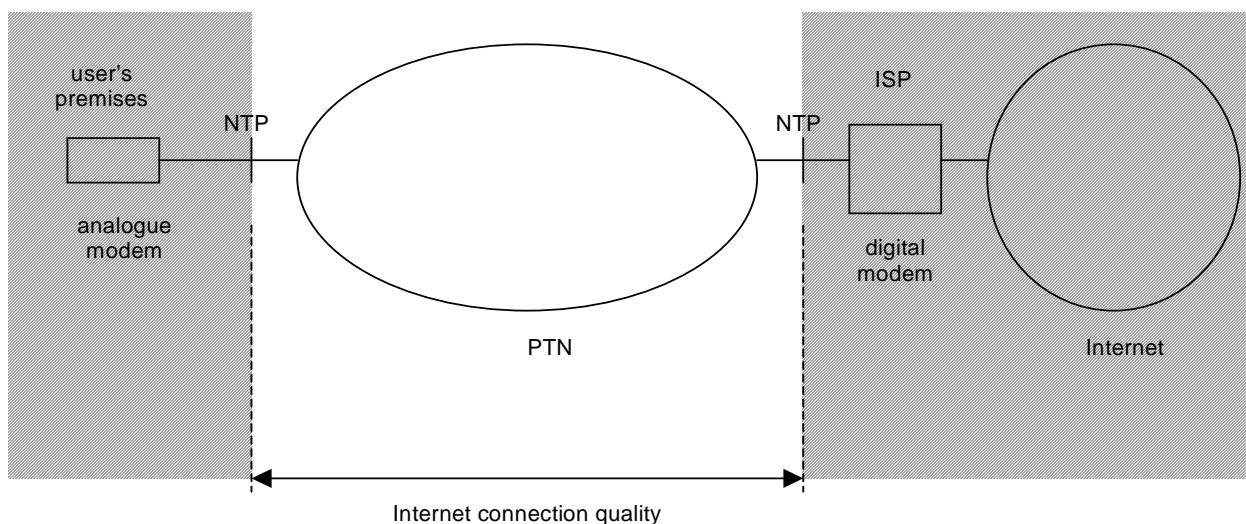 user's
premises
NTP
analogue
modem
PTN
NTP
ISP
digital
modem
Internet
Internet connection quality